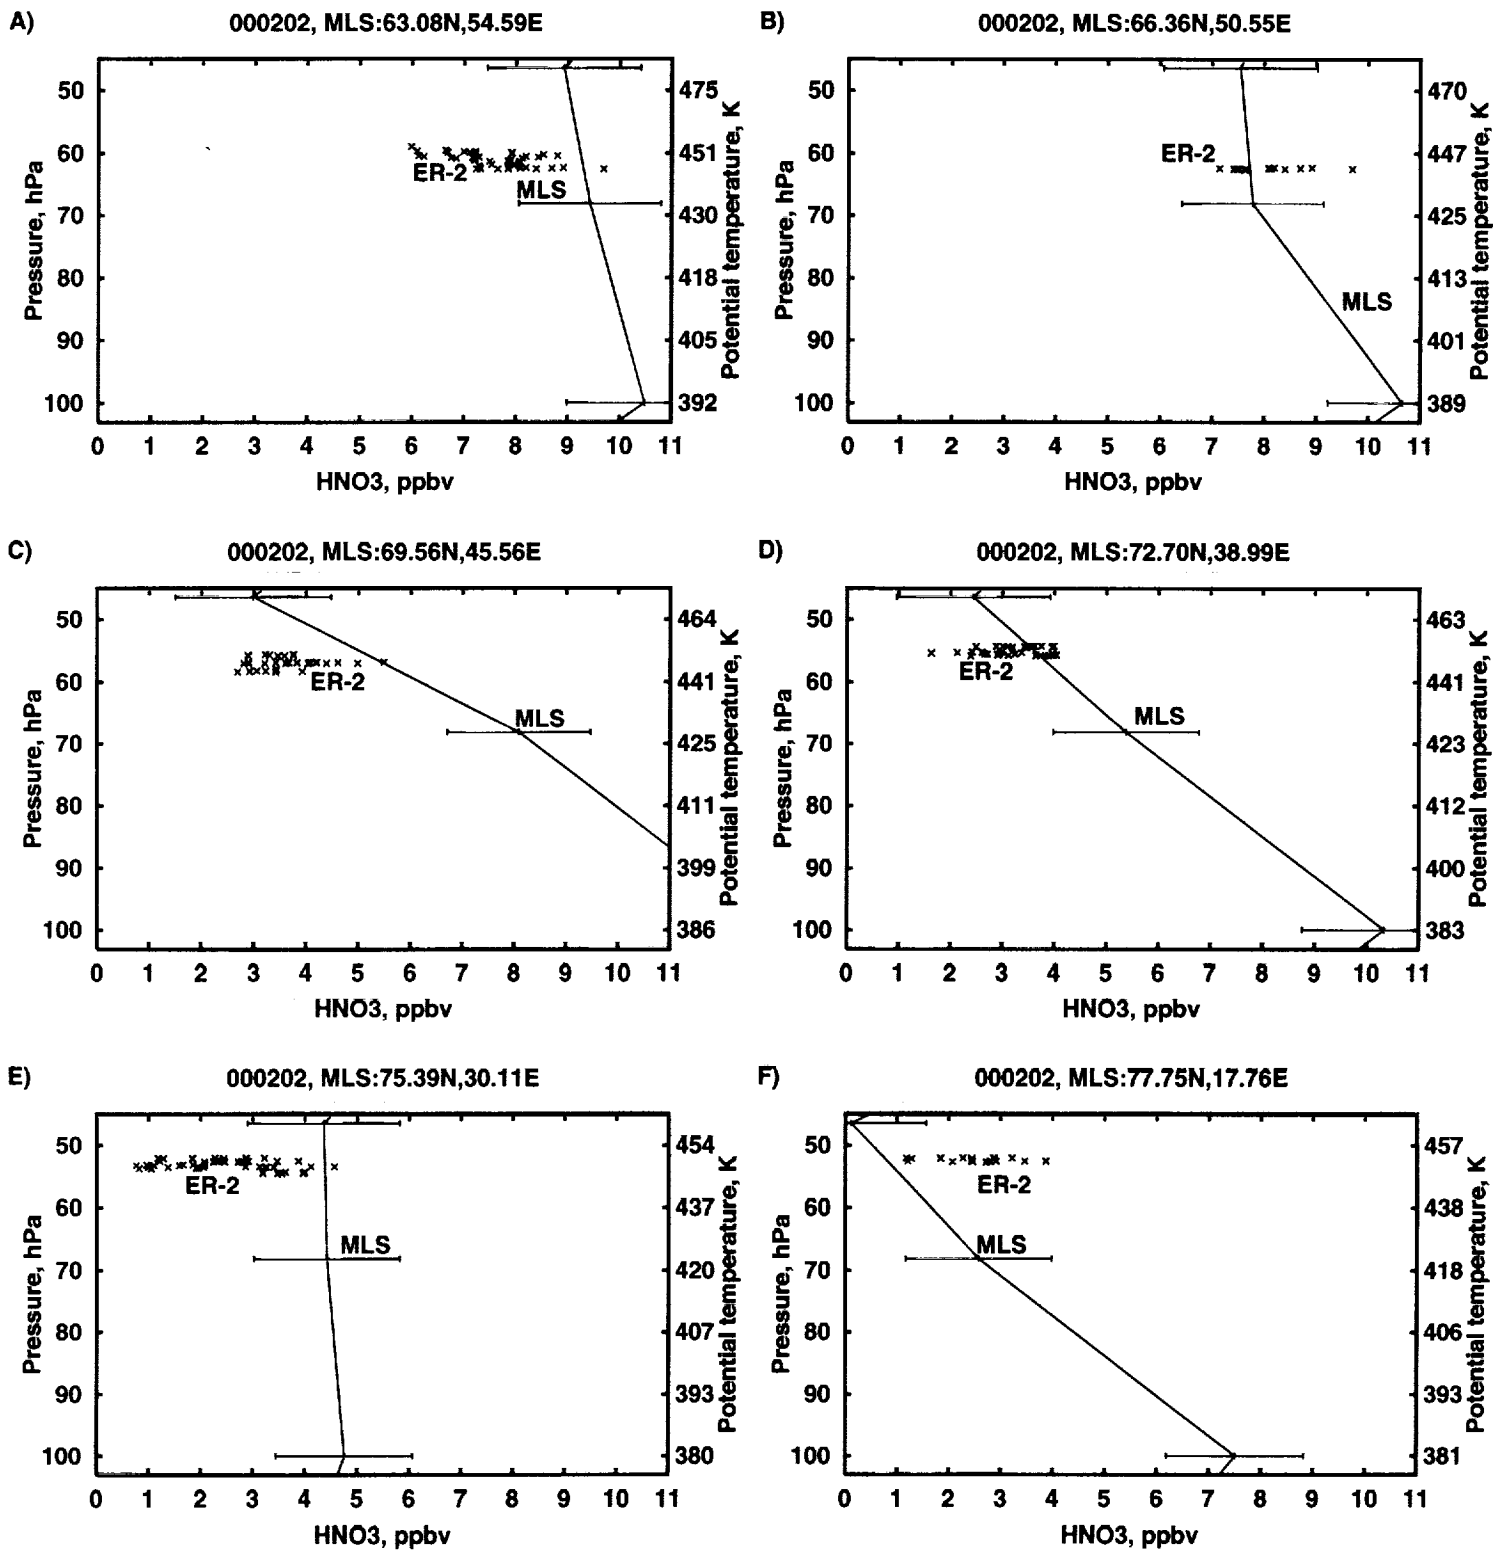 A)
000202, MLS:63.08N,54.59E
Pressure, hPa
50
60
70
80
90
100
475
451
430
418
405
392
Potential temperature, K
ER-2
MLS
0 1 2 3 4 5 6 7 8 9 10 11
HNO3, ppbv
B)
000202, MLS:66.36N,50.55E
Pressure, hPa
50
60
70
80
90
100
470
447
425
413
401
389
Potential temperature, K
ER-2
MLS
0 1 2 3 4 5 6 7 8 9 10 11
HNO3, ppbv
C)
000202, MLS:69.56N,45.56E
Pressure, hPa
50
60
70
80
90
100
464
441
425
411
399
386
Potential temperature, K
ER-2
MLS
0 1 2 3 4 5 6 7 8 9 10 11
HNO3, ppbv
D)
000202, MLS:72.70N,38.99E
Pressure, hPa
50
60
70
80
90
100
463
441
423
412
400
383
Potential temperature, K
ER-2
MLS
0 1 2 3 4 5 6 7 8 9 10 11
HNO3, ppbv
E)
000202, MLS:75.39N,30.11E
Pressure, hPa
50
60
70
80
90
100
454
437
420
407
393
380
Potential temperature, K
ER-2
MLS
0 1 2 3 4 5 6 7 8 9 10 11
HNO3, ppbv
F)
000202, MLS:77.75N,17.76E
Pressure, hPa
50
60
70
80
90
100
457
438
418
406
393
381
Potential temperature, K
ER-2
MLS
0 1 2 3 4 5 6 7 8 9 10 11
HNO3, ppbv